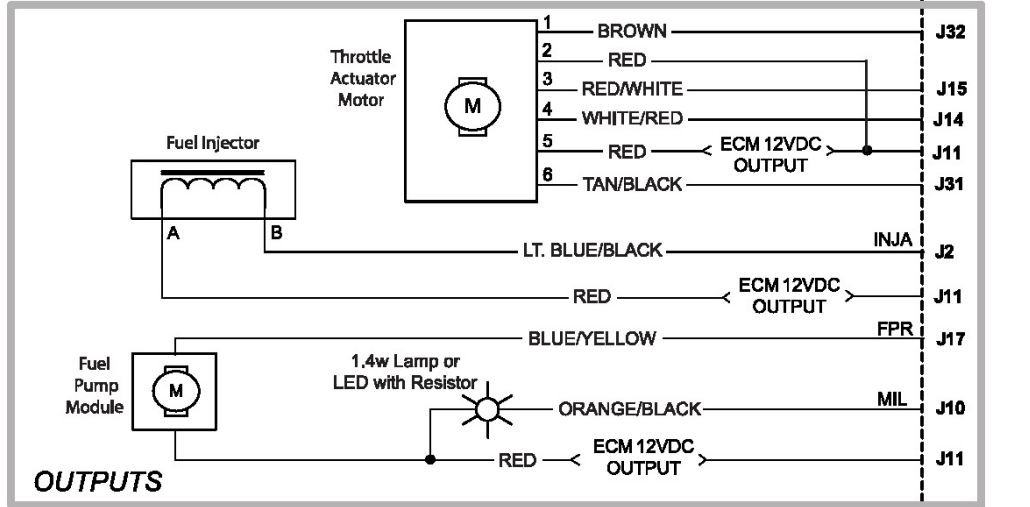 1 BROWN J32
Throttle
Actuator
Motor
2 RED
M
3 RED/WHITE J15
4 WHITE/RED J14
5 RED ECM 12VDC
OUTPUT J11
6 TAN/BLACK J31
Fuel Injector
A B
LT. BLUE/BLACK INJA J2
RED ECM 12VDC
OUTPUT J11
BLUE/YELLOW FPR J17
Fuel
Pump
Module
M
1.4w Lamp or
LED with Resistor
ORANGE/BLACK MIL J10
RED ECM 12VDC
OUTPUT J11
OUTPUTS